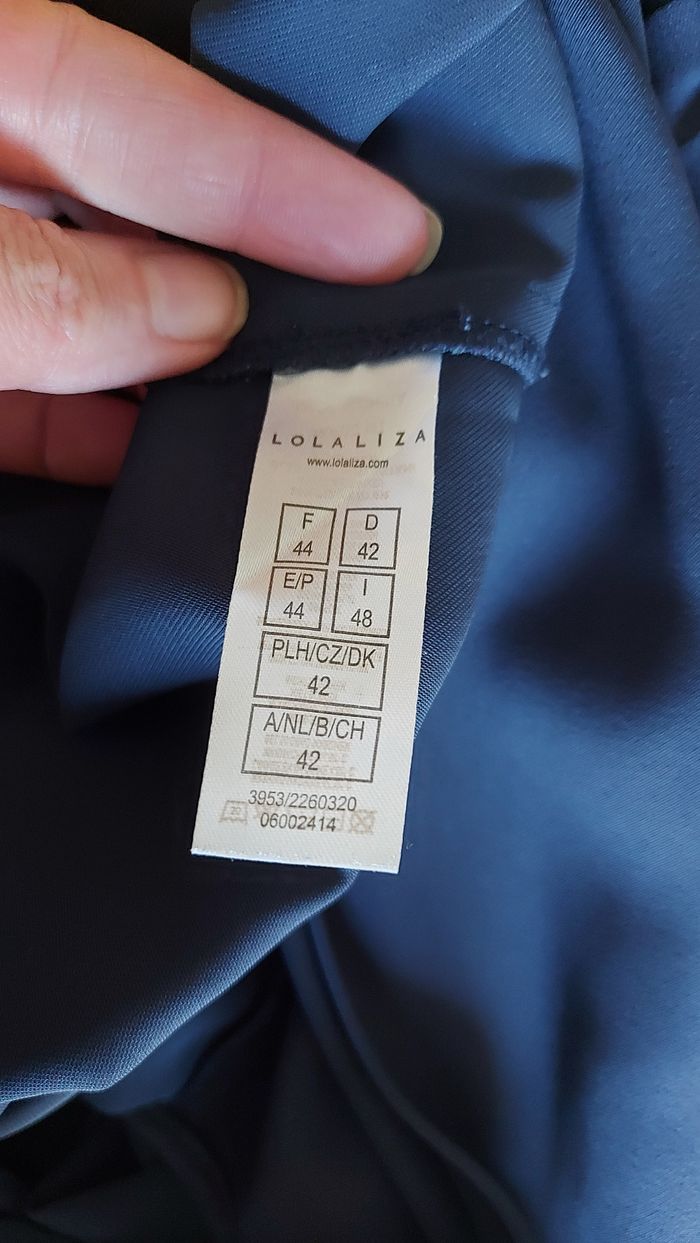 LOLALIZA
www.lolaliza.com
F D
44 42
E/P I
44 48
PLH/CZ/DK
42
A/NL/B/CH
42
3953/2260320
06002414